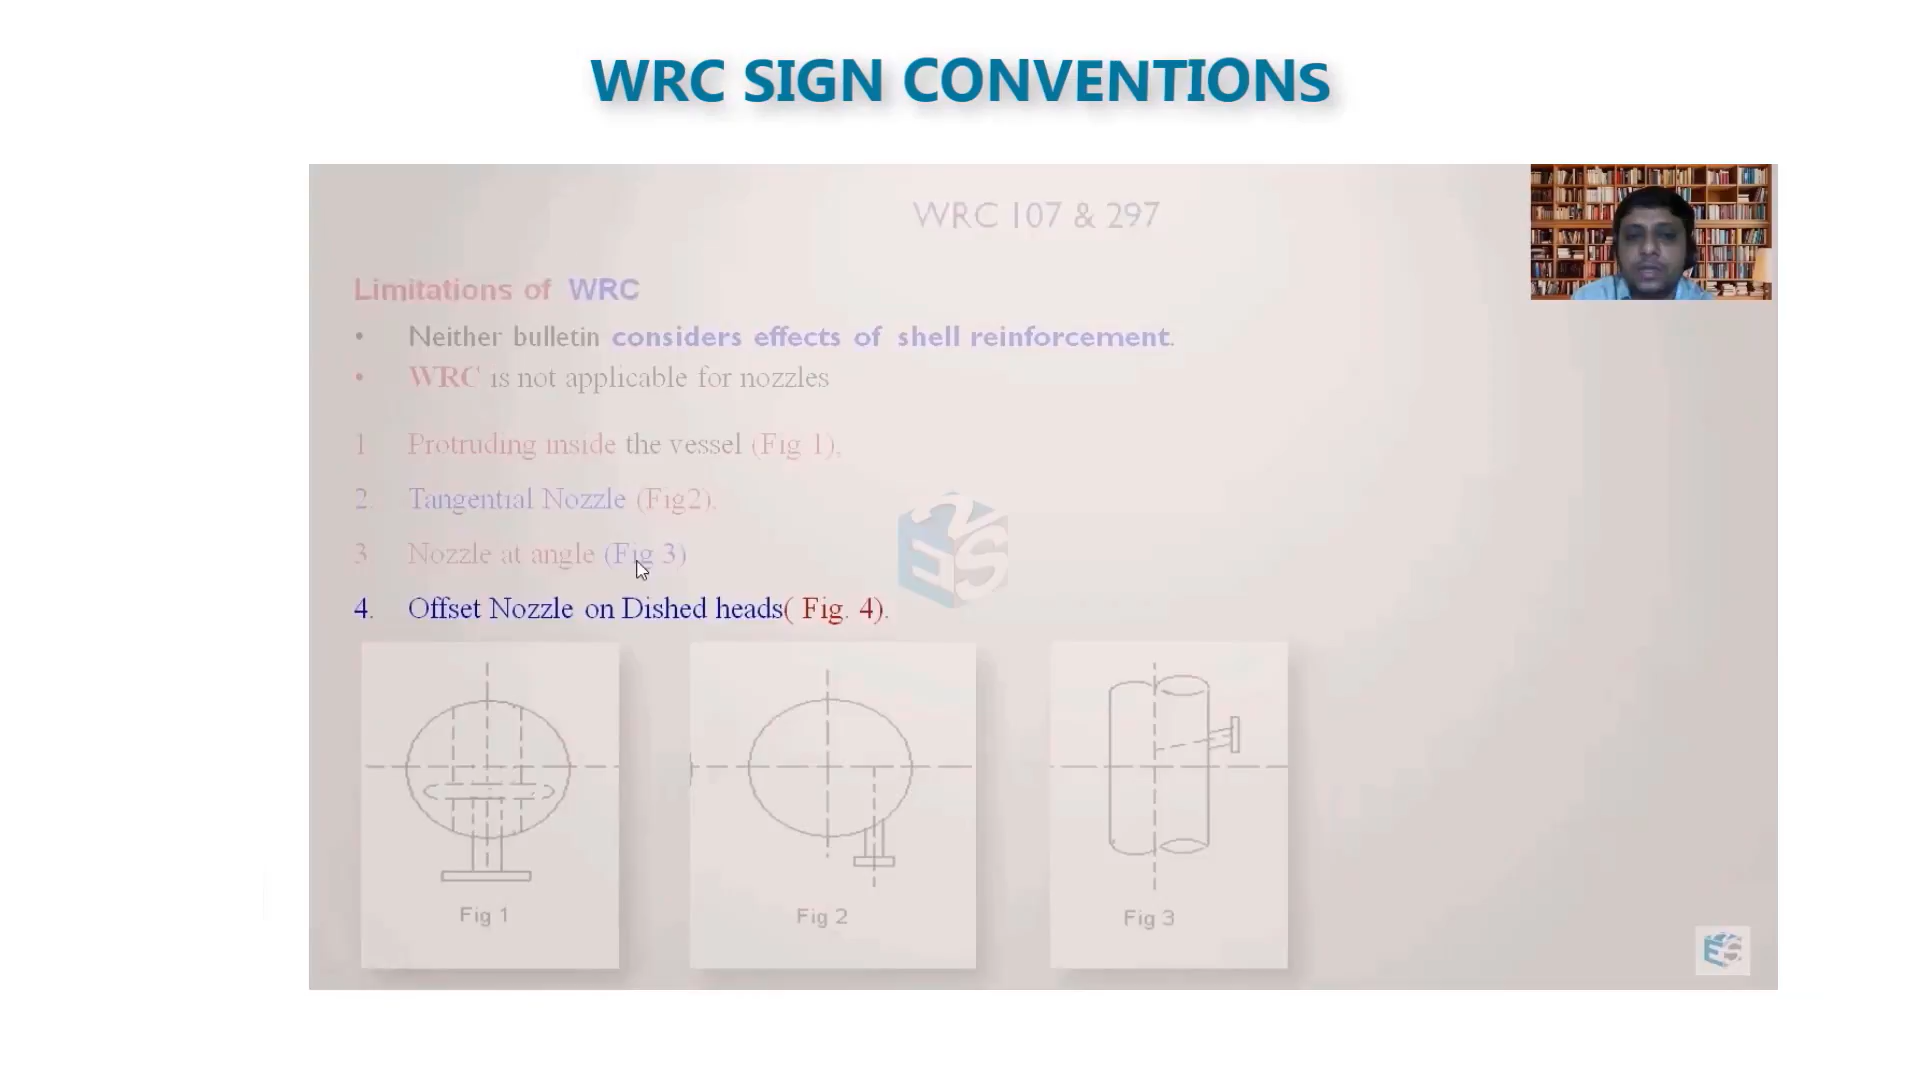 WRC SIGN CONVENTIONS
WRC 107 & 297
Limitations of WRC
• Neither bulletin considers effects of shell reinforcement.
• WRC is not applicable for nozzles
1 Protruding inside the vessel (Fig 1),
2. Tangential Nozzle (Fig2).
3 Nozzle at angle (Fig 3)
4. Offset Nozzle on Dished heads( Fig. 4).
Fig 1
Fig 2
Fig 3